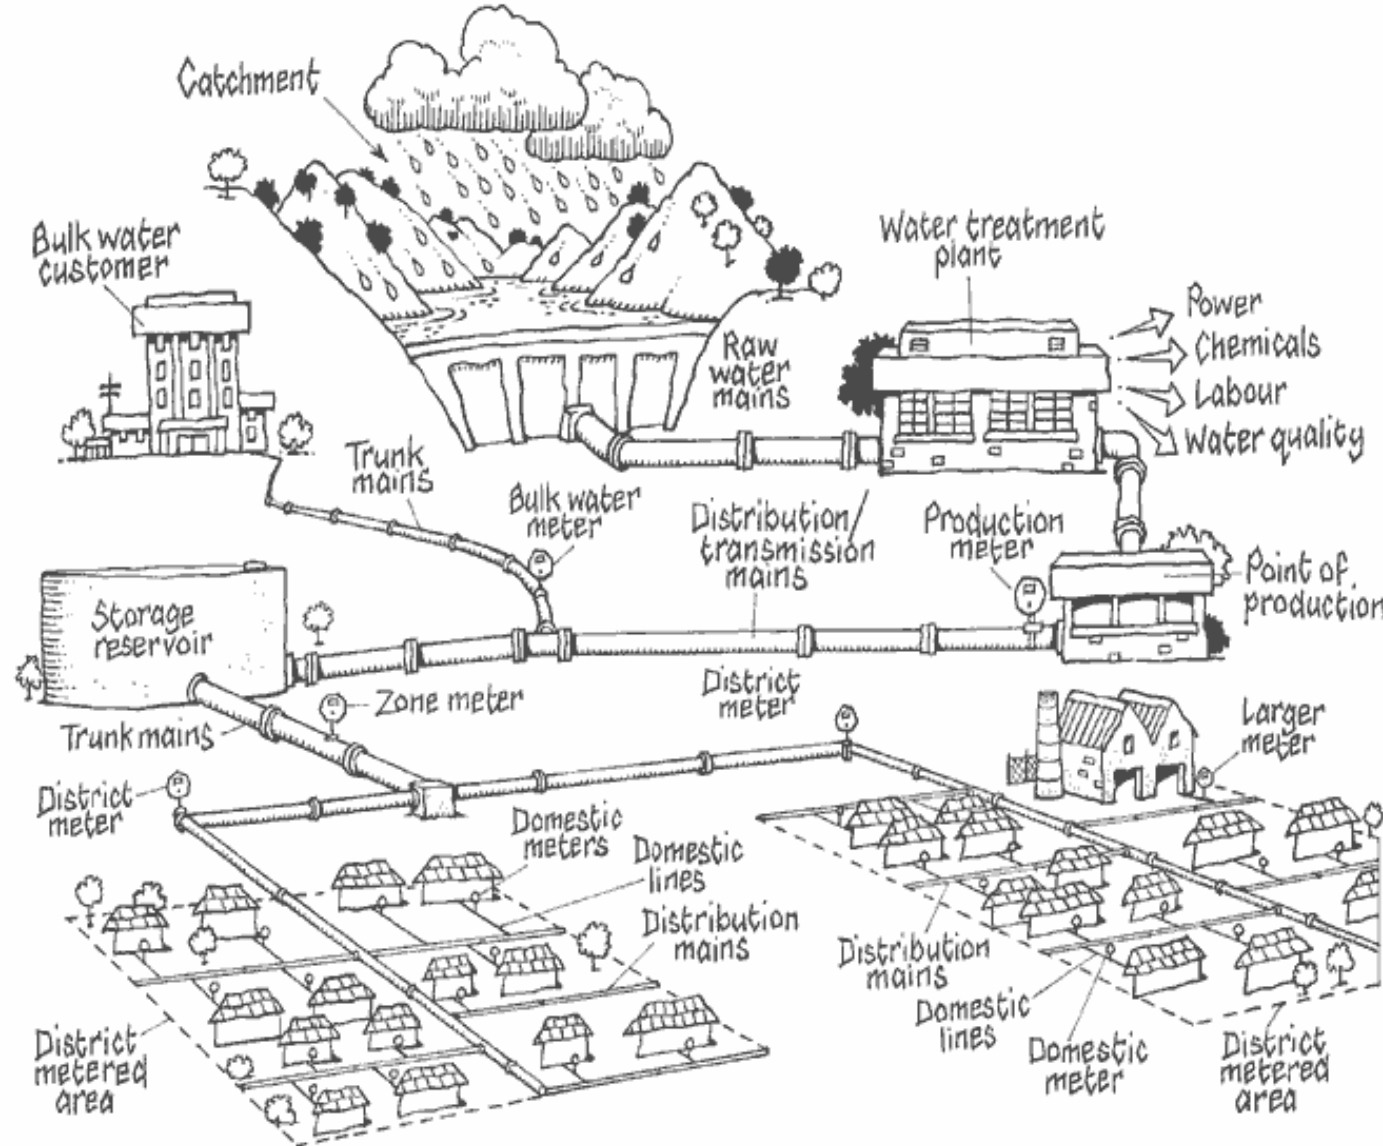 Catchment
Bulk water
customer
Water treatment
plant
Power
Chemicals
Labour
Water quality
Raw
water
mains
Trunk
mains
Bulk water
meter
Distribution
transmission
mains
Production
meter
Point of
production
Storage
reservoir
Zone meter
District
meter
Trunk mains
Larger
meter
District
meter
Domestic
meters
Domestic
lines
Distribution
mains
Distribution
mains
Domestic
lines
Domestic
meter
District
metered
area
District
metered
area